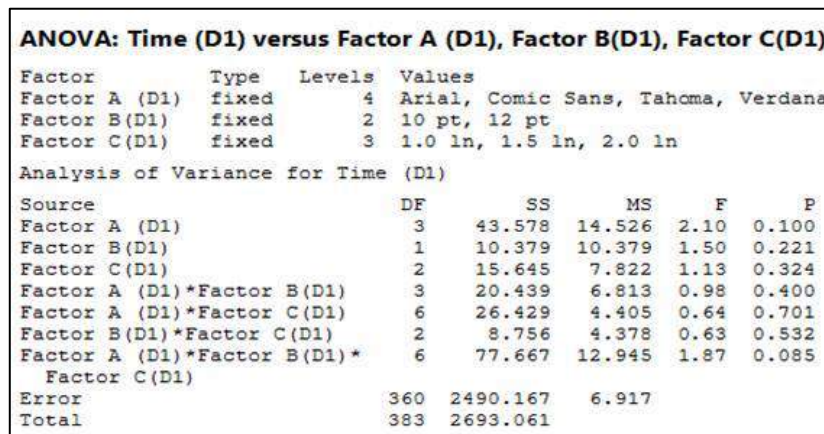 ANOVA: Time (D1) versus Factor A (D1), Factor B(D1), Factor C(D1)
Factor Type Levels Values
Factor A (D1) fixed 4 Arial, Comic Sans, Tahoma, Verdana
Factor B(D1) fixed 2 10 pt, 12 pt
Factor C(D1) fixed 3 1.0 ln, 1.5 ln, 2.0 ln
Analysis of Variance for Time (D1)
Source DF SS MS F P
Factor A (D1) 3 43.578 14.526 2.10 0.100
Factor B(D1) 1 10.379 10.379 1.50 0.221
Factor C(D1) 2 15.645 7.822 1.13 0.324
Factor A (D1)*Factor B(D1) 3 20.439 6.813 0.98 0.400
Factor A (D1)*Factor C(D1) 6 26.429 4.405 0.64 0.701
Factor B(D1)*Factor C(D1) 2 8.756 4.378 0.63 0.532
Factor A (D1)*Factor B(D1)* 6 77.667 12.945 1.87 0.085
Factor C(D1)
Error 360 2490.167 6.917
Total 383 2693.061